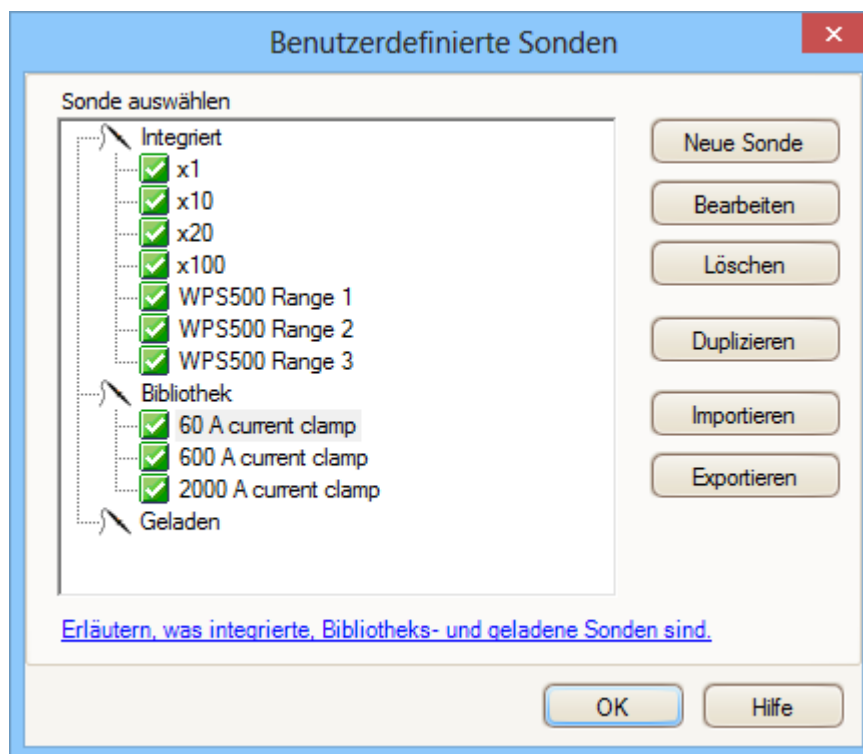 Benutzerdefinierte Sonden
Sonde auswählen
Integriert
x1
x10
x20
x100
WPS500 Range 1
WPS500 Range 2
WPS500 Range 3
Bibliothek
60 A current clamp
600 A current clamp
2000 A current clamp
Geladen
Neue Sonde
Bearbeiten
Löschen
Duplizieren
Importieren
Exportieren
Erläutern, was integrierte, Bibliotheks- und geladene Sonden sind.
OK
Hilfe